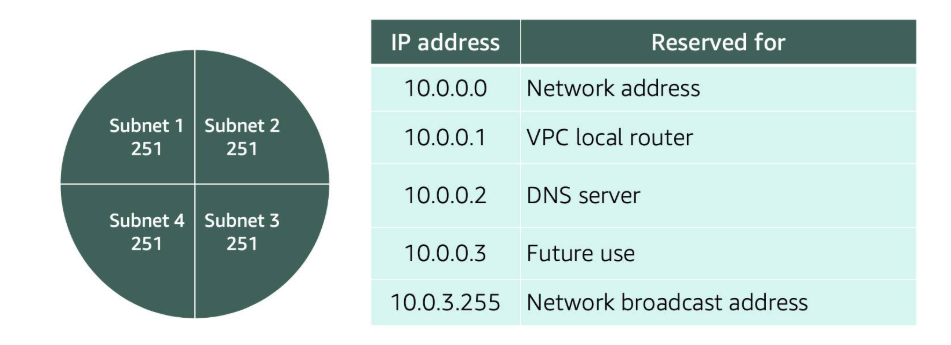 Subnet 1
251
Subnet 2
251
Subnet 4
251
Subnet 3
251
IP address Reserved for
10.0.0.0 Network address
10.0.0.1 VPC local router
10.0.0.2 DNS server
10.0.0.3 Future use
10.0.3.255 Network broadcast address